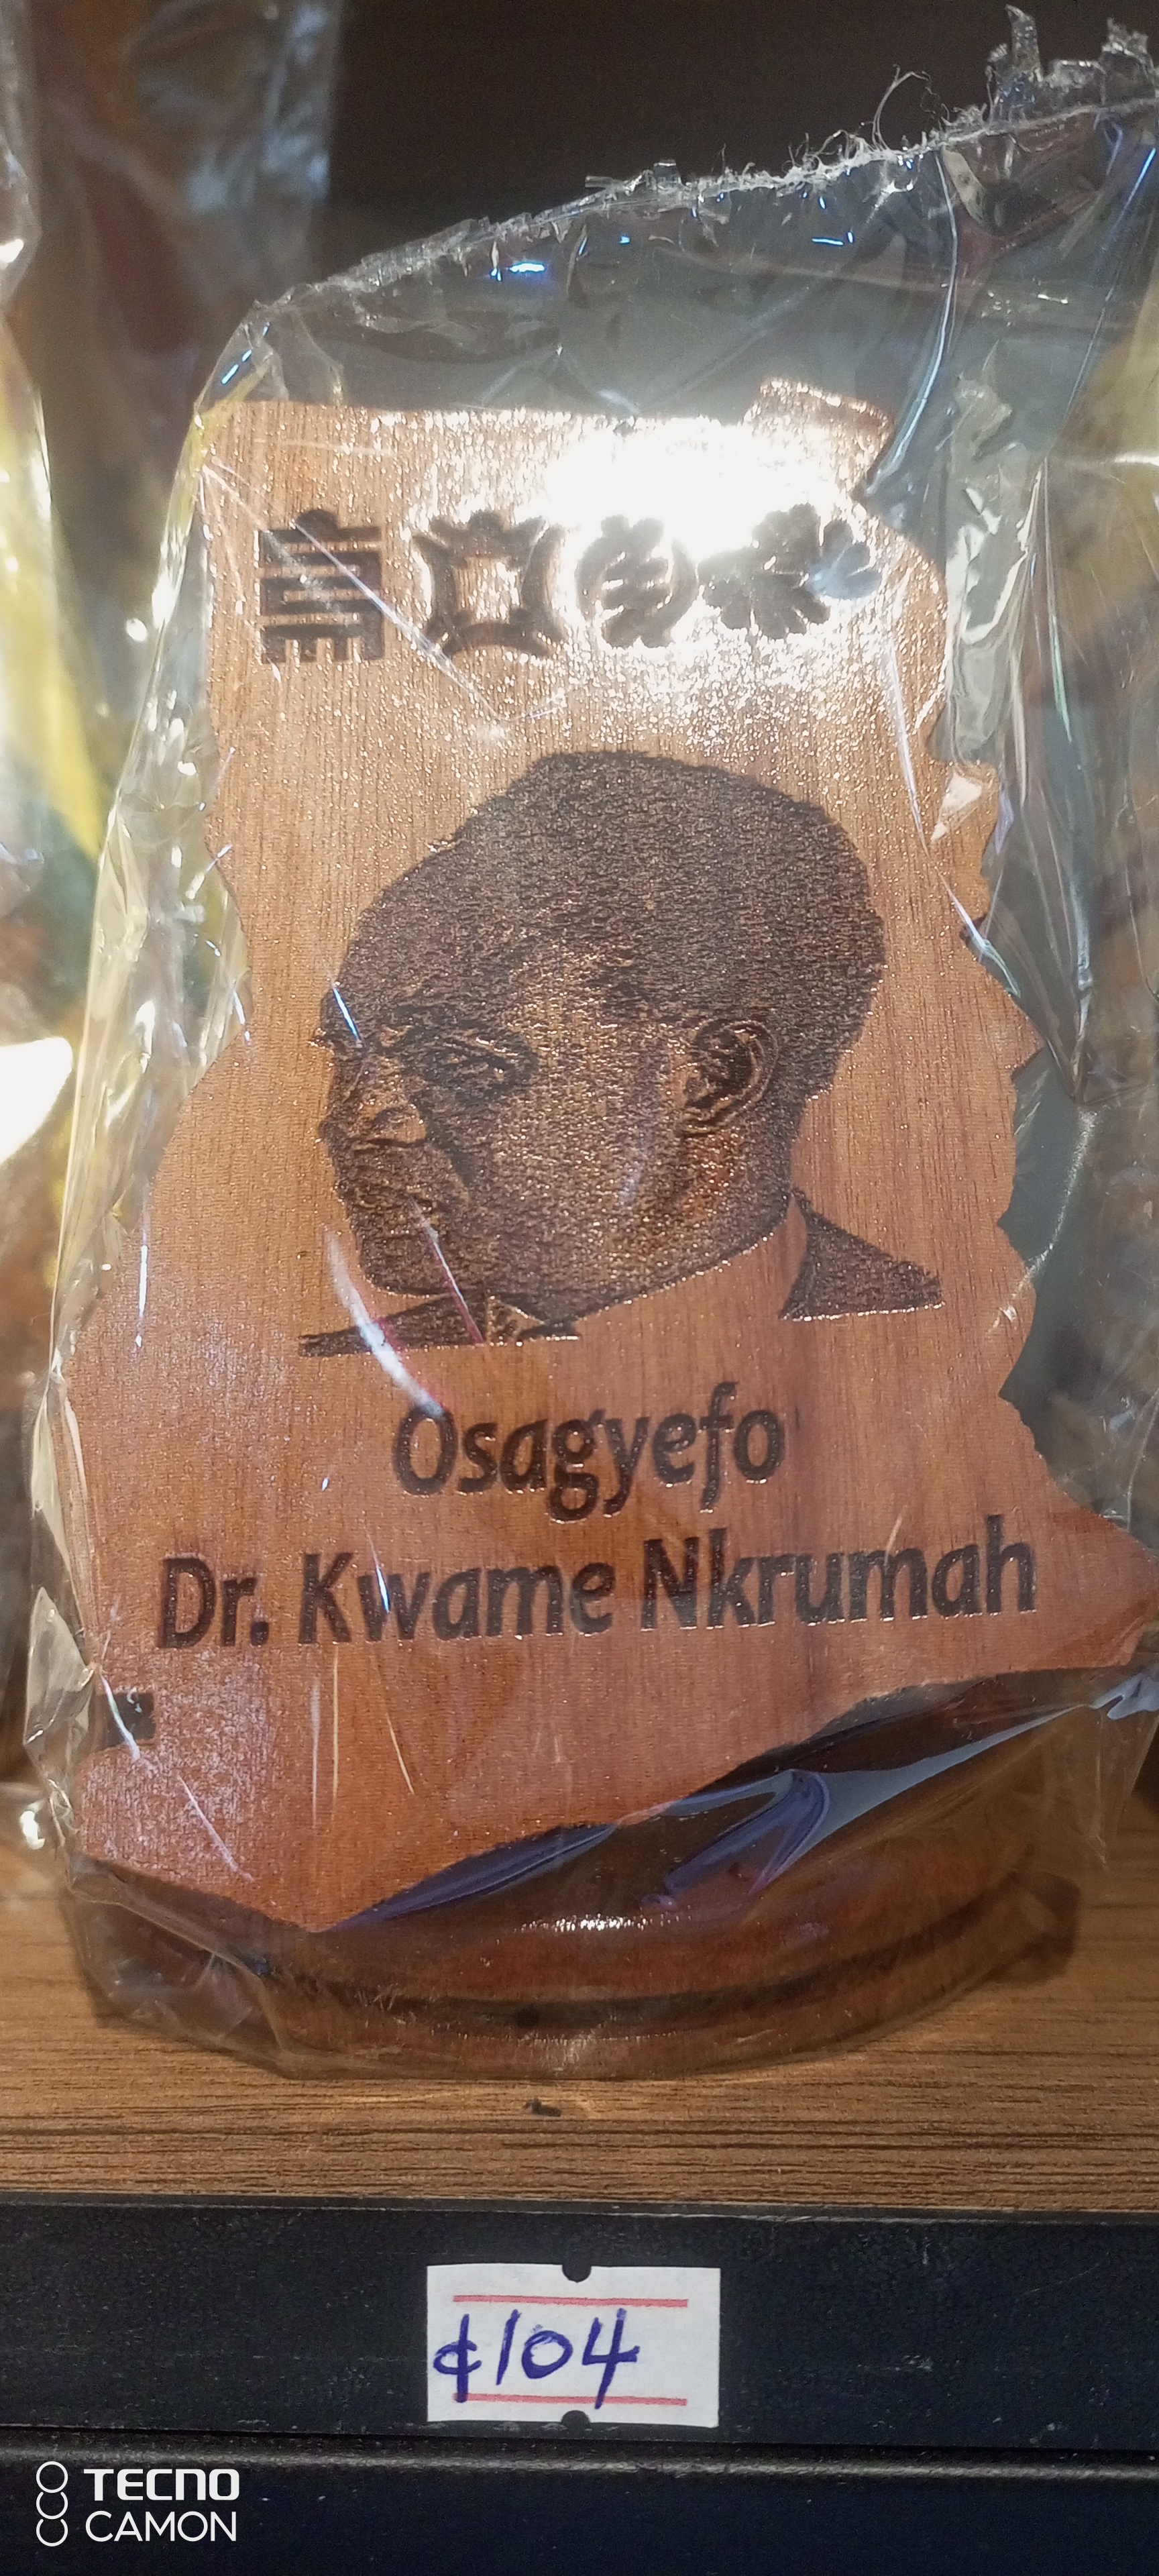 Osagyefo
Dr. Kwame Nkrumah
¢104
TECNO
CAMON